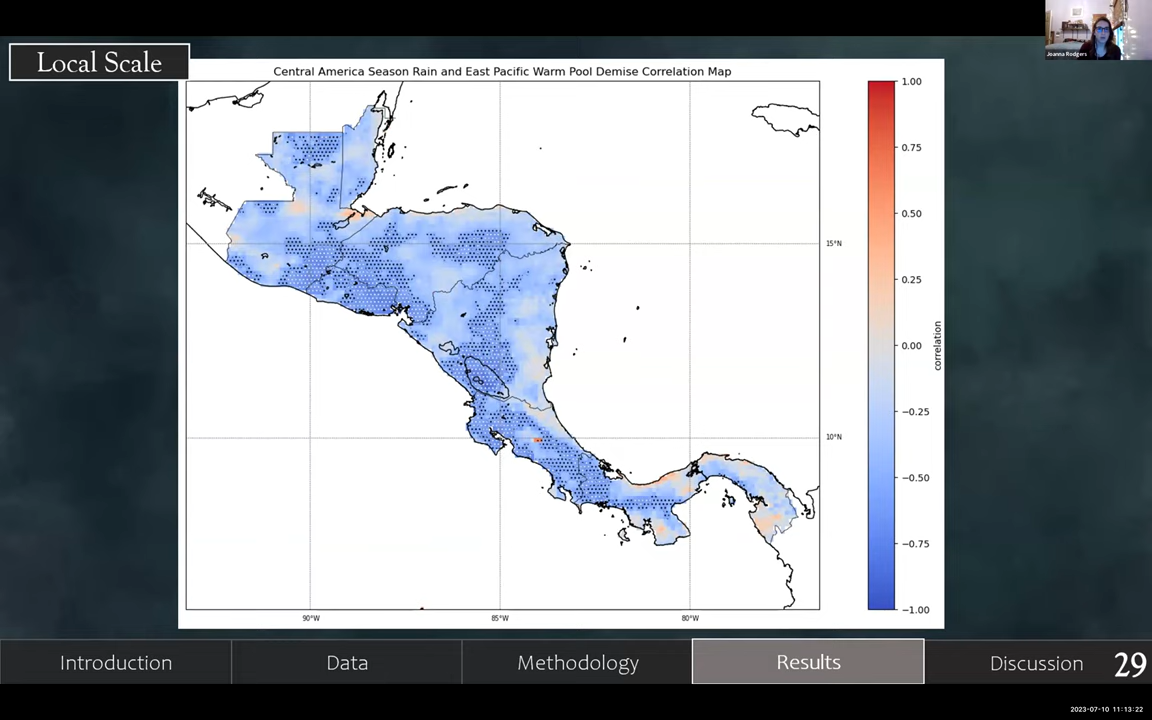 Joanna Rodgers
Local Scale
Central America Season Rain and East Pacific Warm Pool Demise Correlation Map
1.00
0.75
0.50
0.25
0.00
−0.25
−0.50
−0.75
−1.00
correlation
15°N
10°N
90°W
85°W
80°W
Introduction
Data
Methodology
Results
Discussion
29
2023-07-10 11:13:22